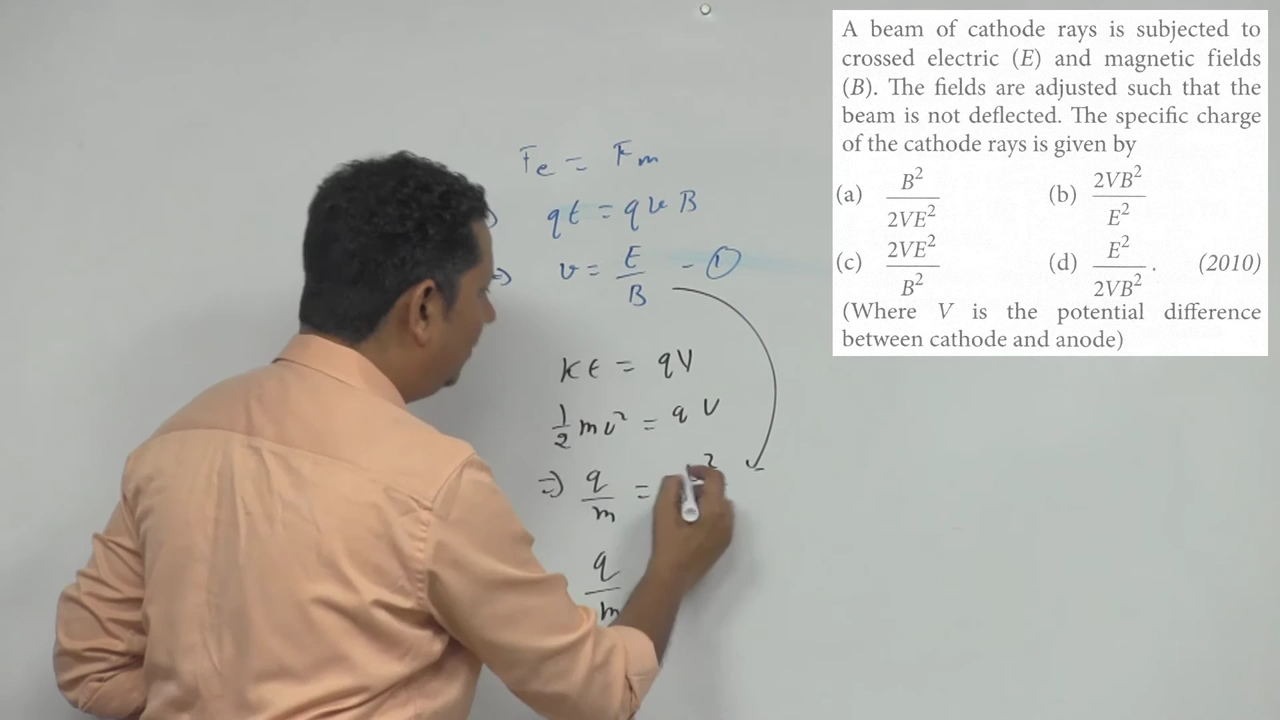 A beam of cathode rays is subjected to
crossed electric (E) and magnetic fields
(B). The fields are adjusted such that the
beam is not deflected. The specific charge
of the cathode rays is given by
(a) B²/2VE² (b) 2VB²/E²
(c) 2VE²/B² (d) E²/2VB². (2010)
(Where V is the potential difference
between cathode and anode)
Fe = Fm
qE = qvB
v = E/B - ①
KE = qV
½mv² = qV
⇒ q/m =
q/m